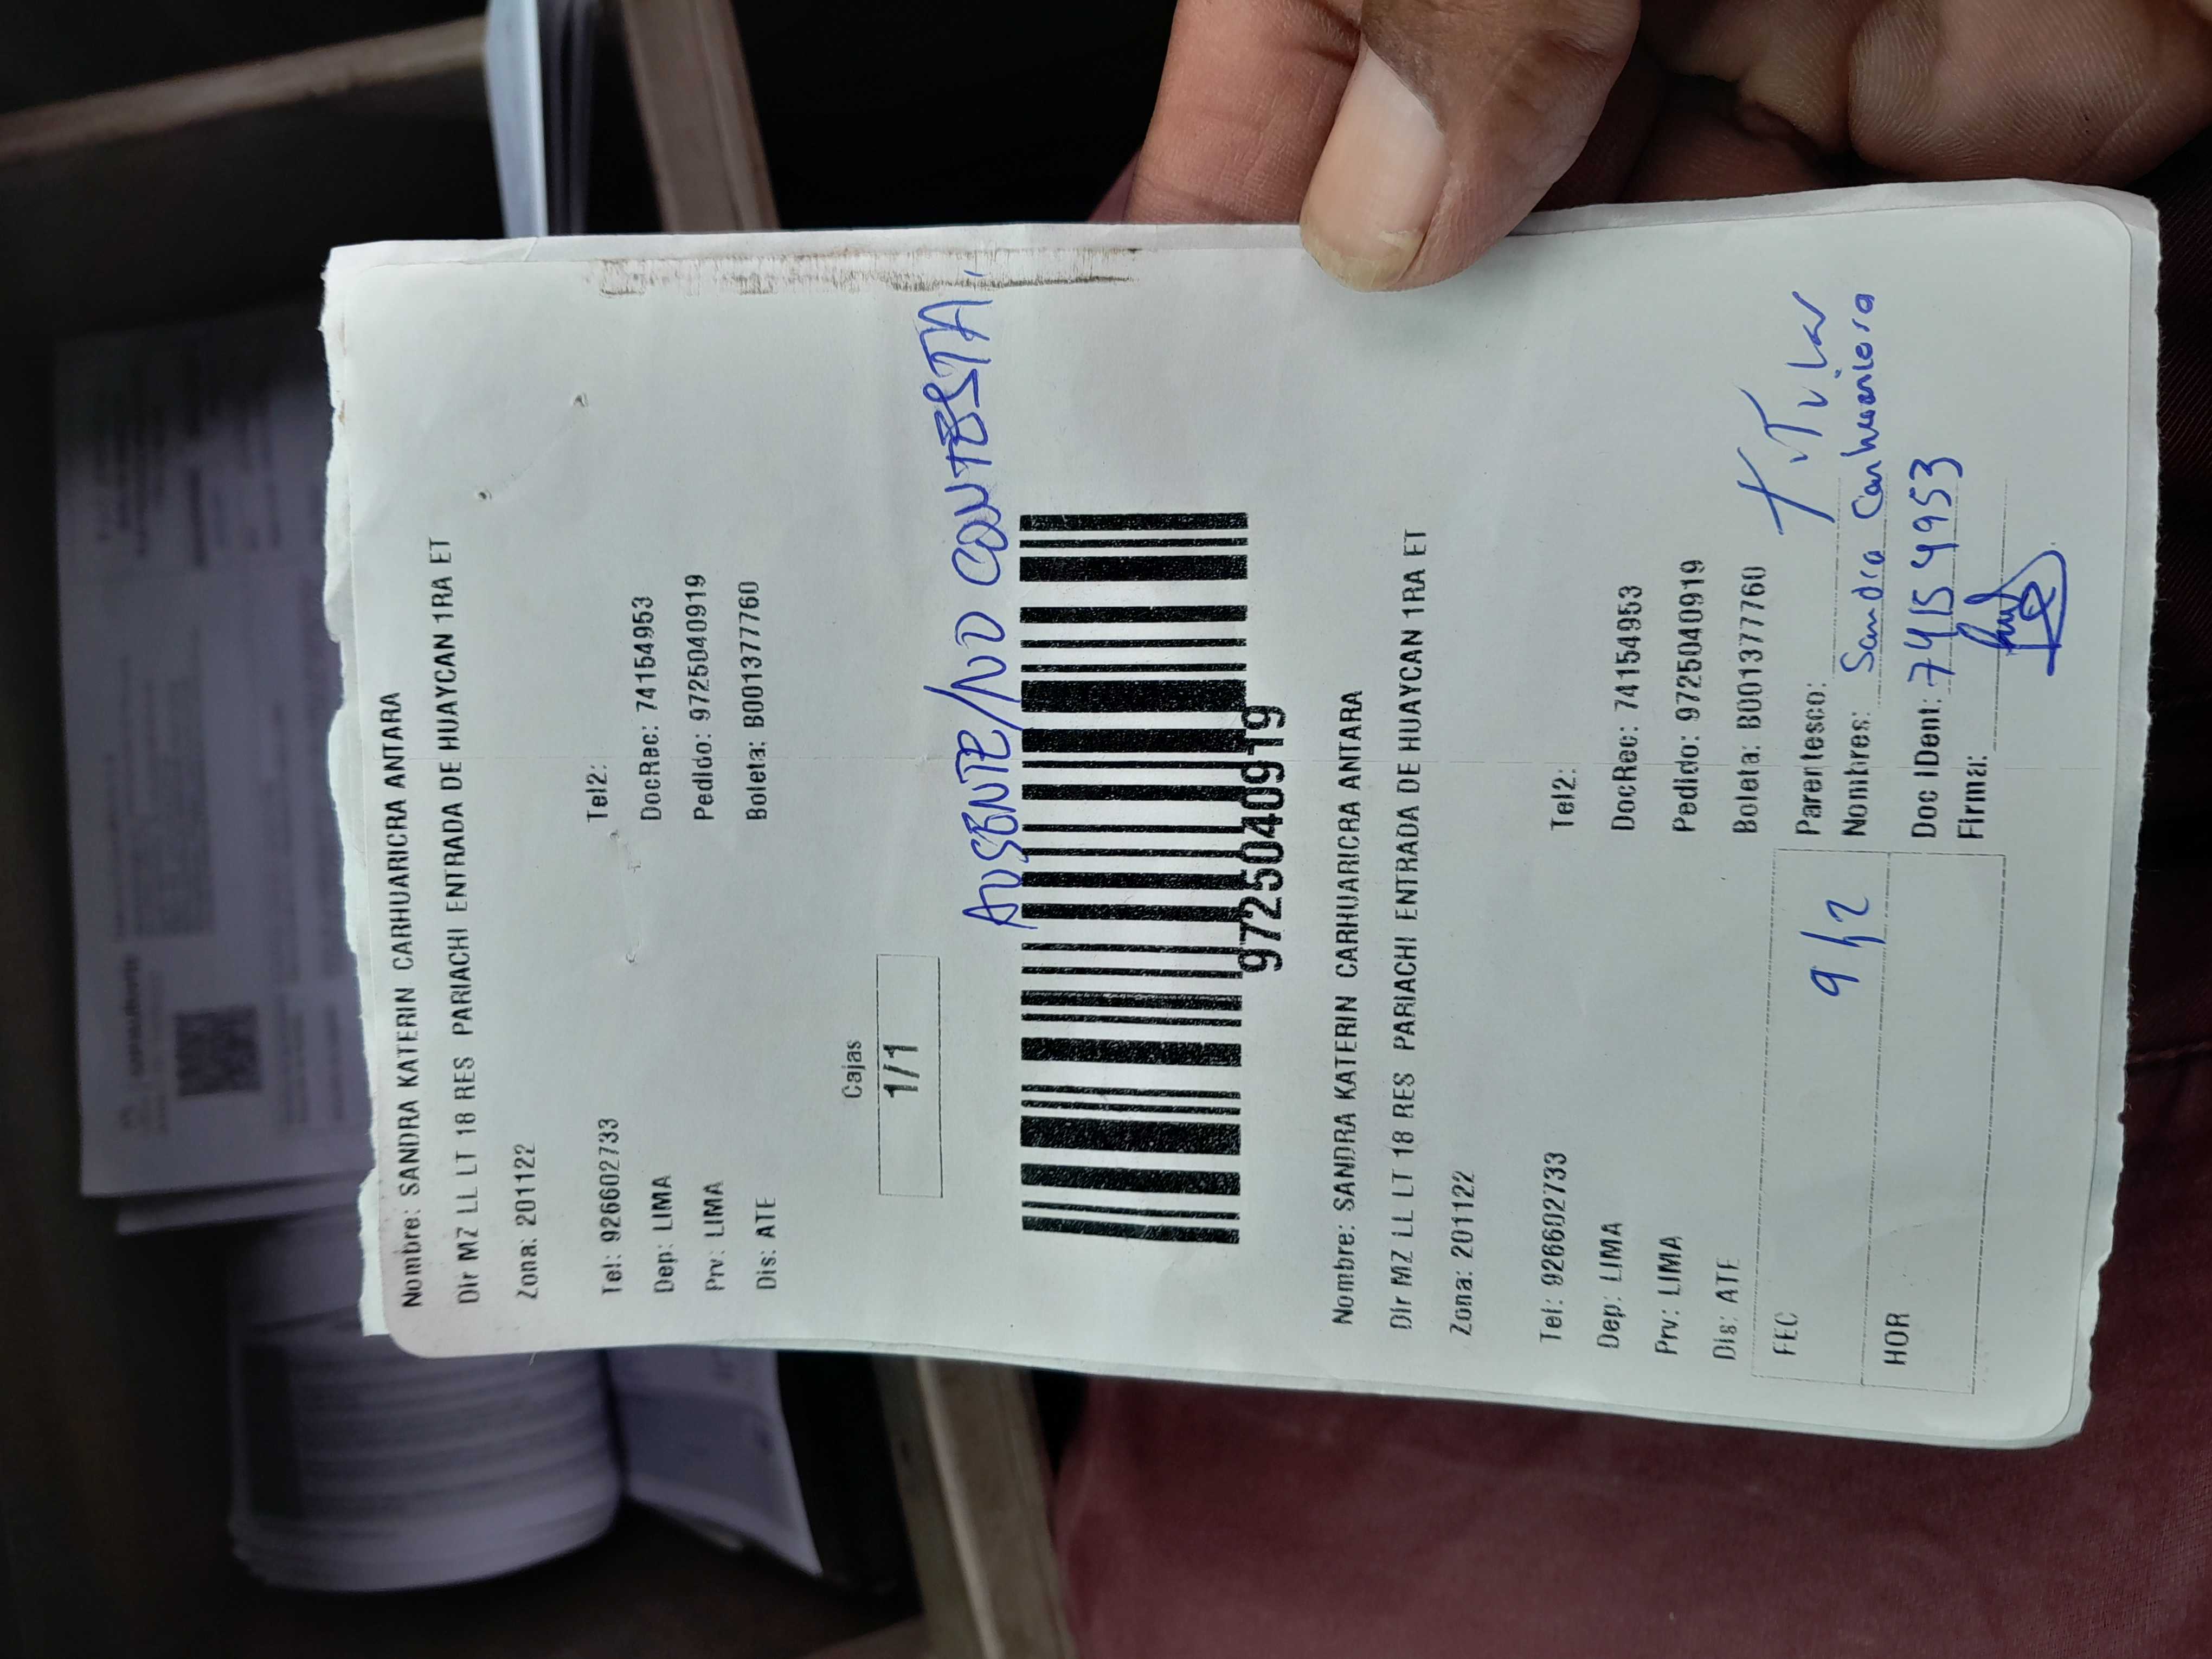 Nombre: SANDRA KATERIN CARHUARICRA ANTARA
Dir MZ LL LT 18 RES PARIACHI ENTRADA DE HUAYCAN 1RA ET
Zona: 201122
Tel: 926602733 Tel2:
Dep: LIMA DocRec: 74154953
Prv: LIMA Pedido: 9725040919
Dis: ATE Boleta: B001377760
Cajas
1/1
AUSENTE/NO CONTESTA.
9725040919
Nombre: SANDRA KATERIN CARHUARICRA ANTARA
Dir MZ LL LT 18 RES PARIACHI ENTRADA DE HUAYCAN 1RA ET
Zona: 201122
Tel: 926602733 Tel2:
Dep: LIMA DocRec: 74154953
Prv: LIMA Pedido: 9725040919
Dis: ATE Boleta: B001377760
FEC 9/12 Parentesco: Titular
Nombres: Sandra Carhuaricra
HOR Doc IDent: 74154953
Firma: